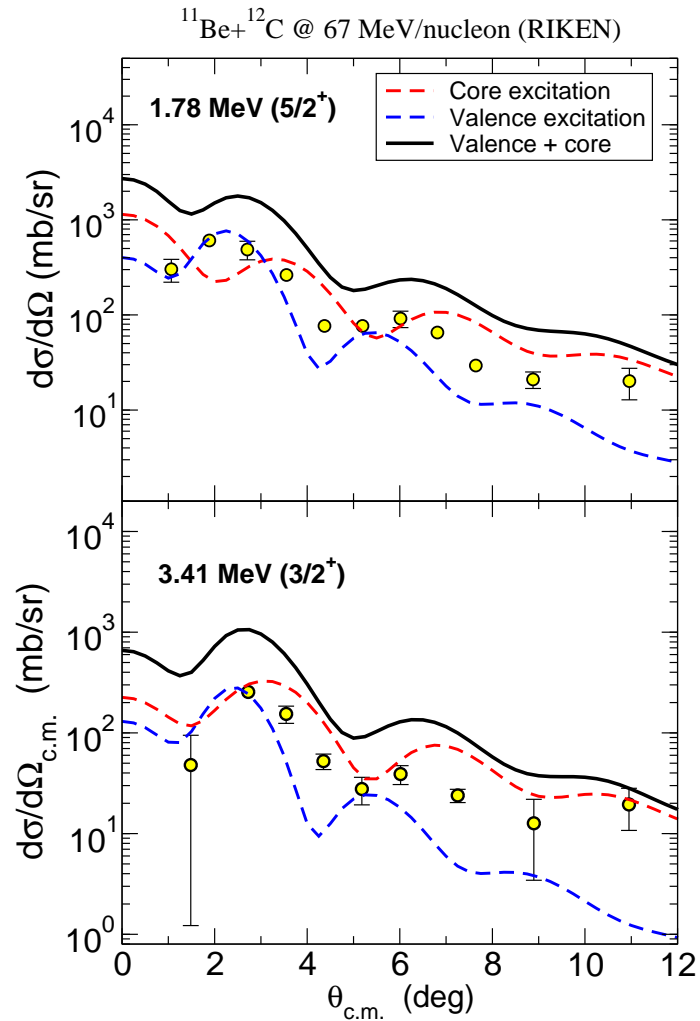 ¹¹Be+¹²C @ 67 MeV/nucleon (RIKEN)
1.78 MeV (5/2⁺)
Core excitation
Valence excitation
Valence + core
10⁴
10³
10²
10¹
dσ/dΩ (mb/sr)
3.41 MeV (3/2⁺)
10⁴
10³
10²
10¹
10⁰
dσ/dΩ_c.m. (mb/sr)
0 2 4 6 8 10 12
θ_c.m. (deg)